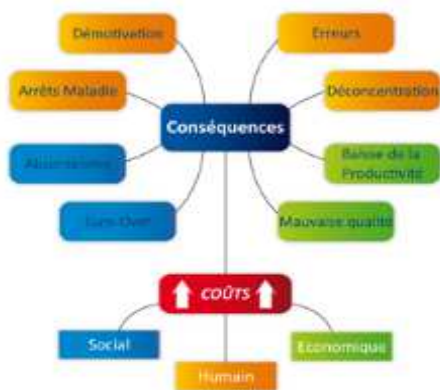 Démotivation
Erreurs
Arrêts Maladie
Déconcentration
Conséquences
Absentéisme
Baisse de la
Productivité
Turn-Over
Mauvaise qualité
COÛTS
Social
Economique
Humain